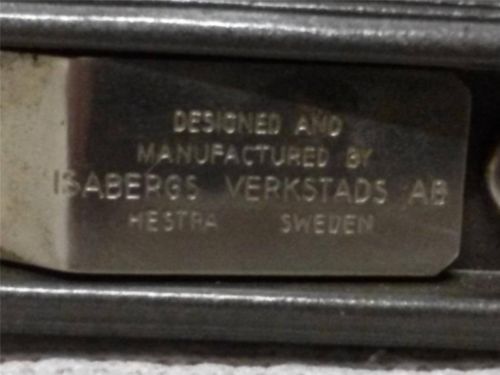 DESIGNED AND
MANUFACTURED BY
ISABERGS VERKSTADS AB
HESTRA SWEDEN